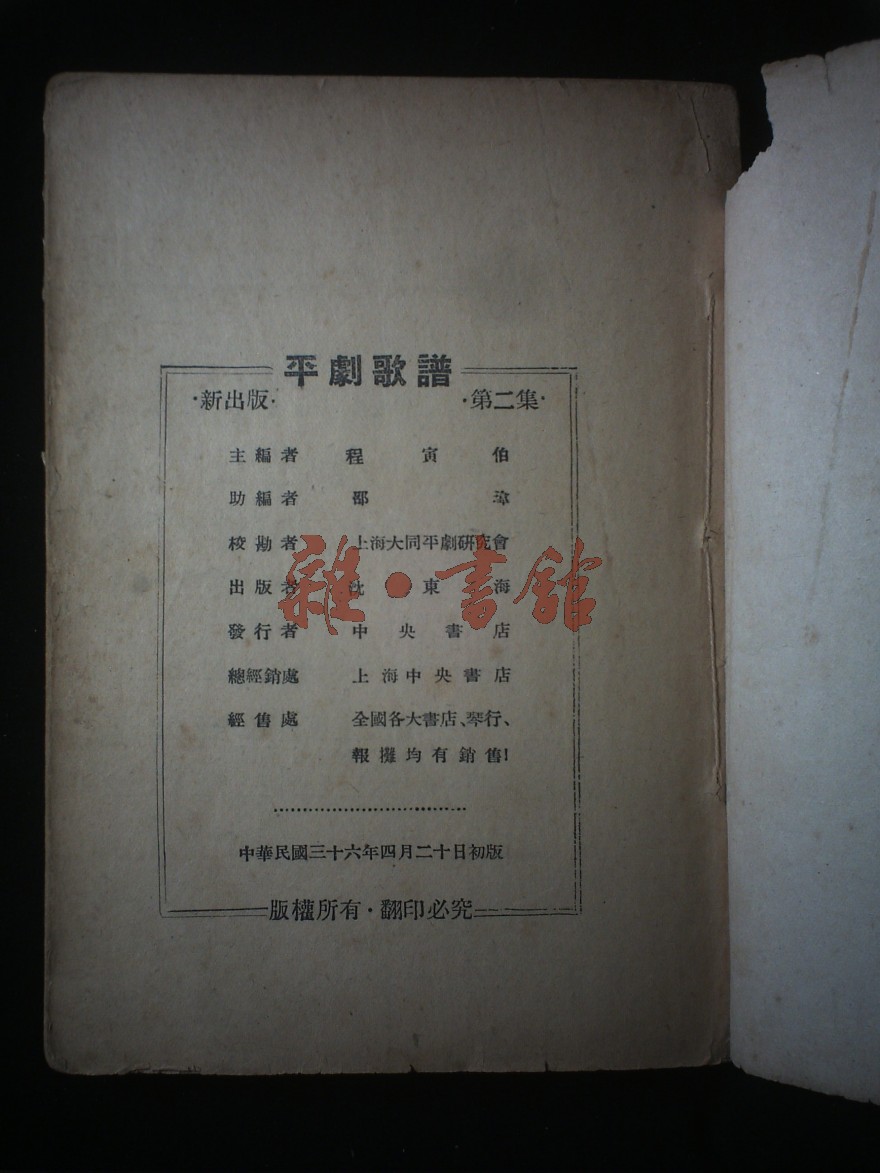 平劇歌譜
·新出版· ·第二集·
主編者 程寅伯
助編者 鄒
校勘者 上海大同平劇研究會
出版者 沈東海
發行者 中央書店
總經銷處 上海中央書店
經售處 全國各大書店、琴行、
報攤均有銷售！
中華民國三十六年四月二十日初版
版權所有·翻印必究
雜·書館